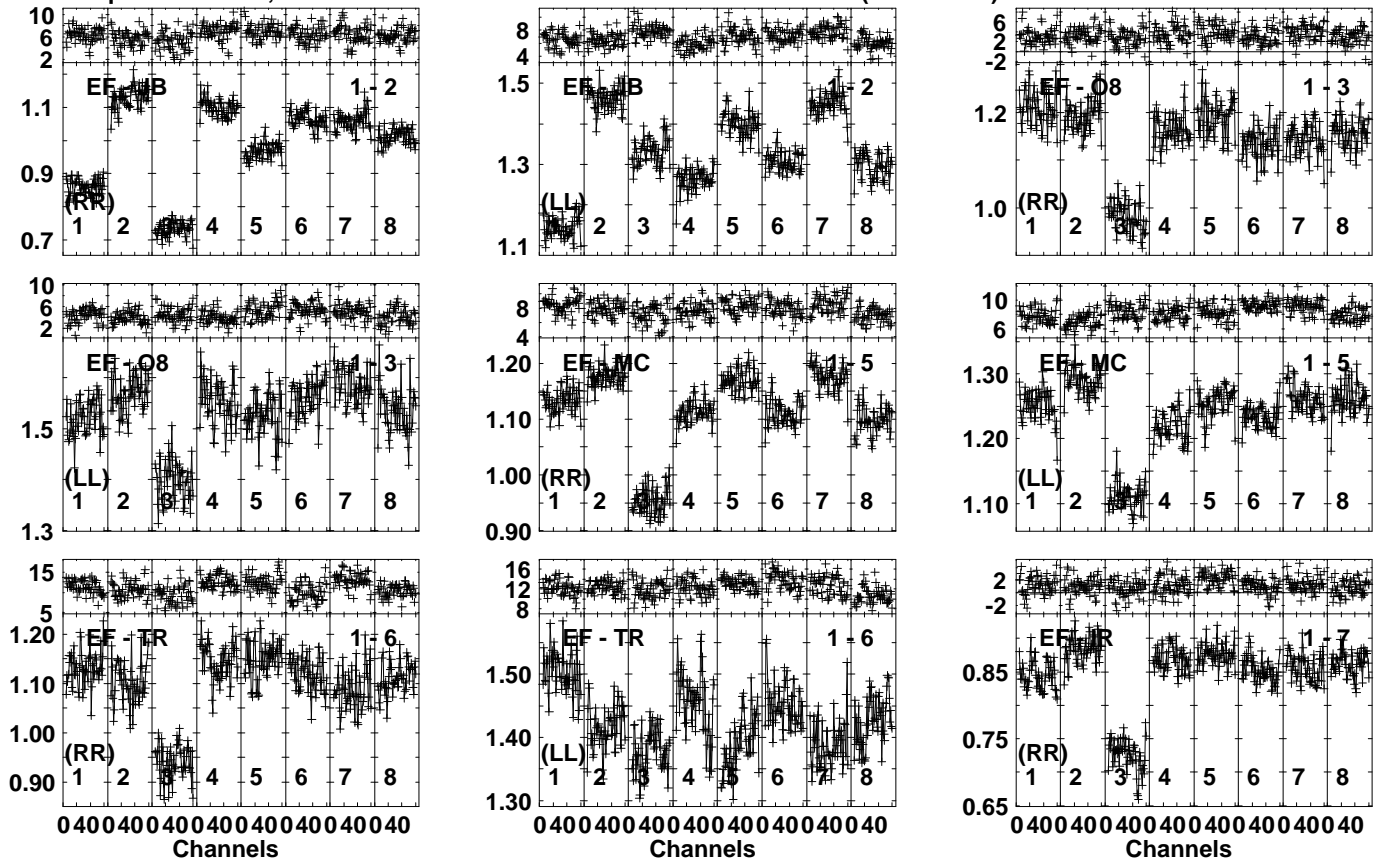 10 6 2
EF - JB 1 - 2
1.1 0.9 0.7
(RR)
1 2 3 4 5 6 7 8
8 4
EF - JB 1 - 2
1.5 1.3 1.1
(LL)
1 2 3 4 5 6 7 8
6 2 -2
EF - O8 1 - 3
1.2 1.0
(RR)
1 2 3 4 5 6 7 8
10 6 2
EF - O8 1 - 3
1.5 1.3
(LL)
1 2 3 4 5 6 7 8
8 4
EF - MC 1 - 5
1.20 1.10 1.00 0.90
(RR)
1 2 3 4 5 6 7 8
10 6
EF - MC 1 - 5
1.30 1.20 1.10
(LL)
1 2 3 4 5 6 7 8
15 5
EF - TR 1 - 6
1.20 1.10 1.00 0.90
(RR)
1 2 3 4 5 6 7 8
0 40 0 40 0 40 0 40 0 40 0 40 0 40 0 40
Channels
16 12 8
EF - TR 1 - 6
1.50 1.40 1.30
(LL)
1 2 3 4 5 6 7 8
0 40 0 40 0 40 0 40 0 40 0 40 0 40 0 40
Channels
2 -2
EF - IR 1 - 7
0.85 0.75 0.65
(RR)
1 2 3 4 5 6 7 8
0 40 0 40 0 40 0 40 0 40 0 40 0 40 0 40
Channels